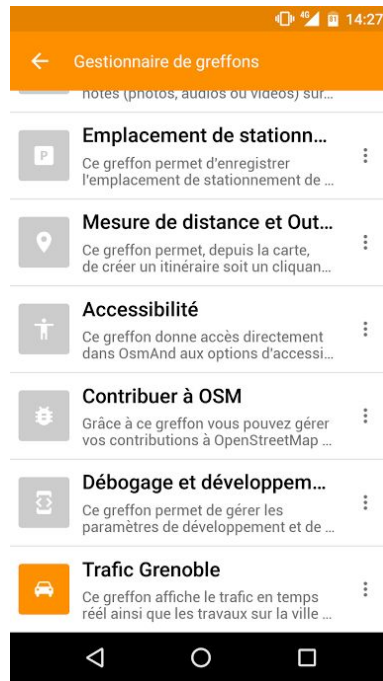 4G 14:27
Gestionnaire de greffons
notes (photos, audios ou vidéos) sur...
Emplacement de stationn...
P
Ce greffon permet d'enregistrer
l'emplacement de stationnement de ...
Mesure de distance et Out...
Ce greffon permet, depuis la carte,
de créer un itinéraire soit un cliquan...
Accessibilité
Ce greffon donne accès directement
dans OsmAnd aux options d'accessi...
Contribuer à OSM
Grâce à ce greffon vous pouvez gérer
vos contributions à OpenStreetMap ...
Débogage et développem...
Ce greffon permet de gérer les
paramètres de développement et de ...
Trafic Grenoble
Ce greffon affiche le trafic en temps
réél ainsi que les travaux sur la ville ...